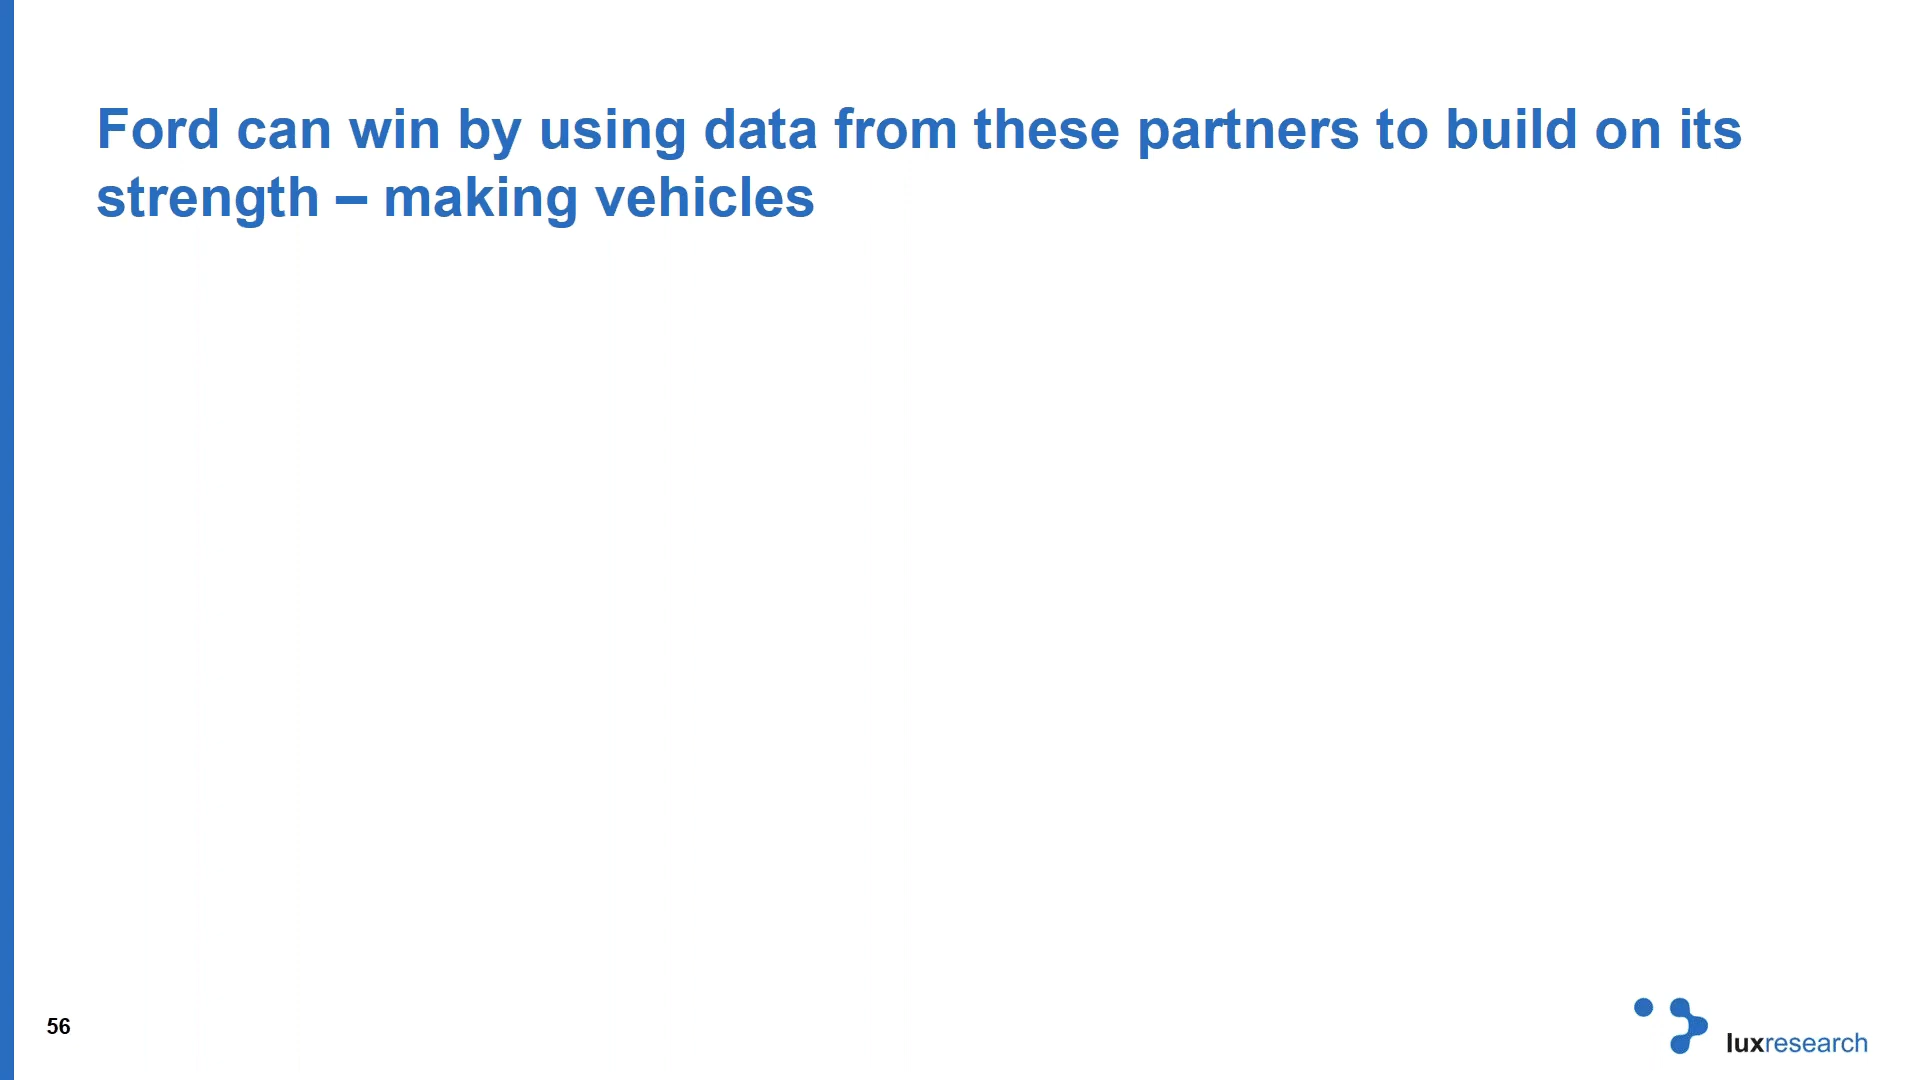 Ford can win by using data from these partners to build on its
strength – making vehicles
56
luxresearch